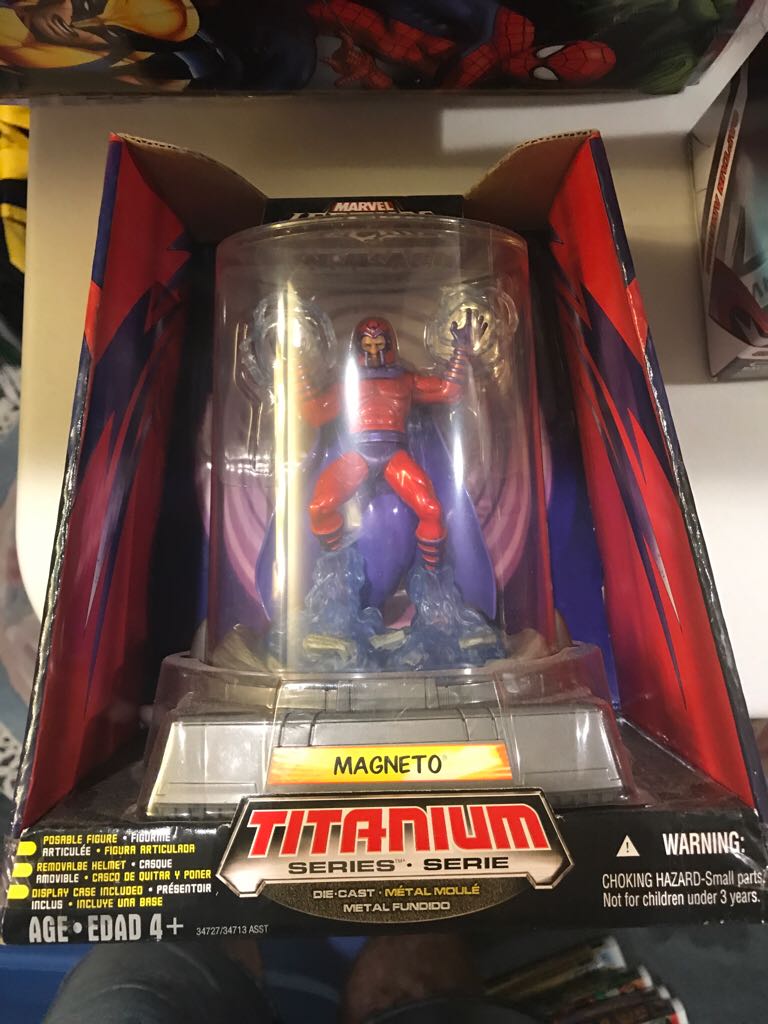 MARVEL
MAGNETO
TITANIUM
SERIES™ • SERIE
DIE-CAST • MÉTAL MOULÉ
METAL FUNDIDO
POSABLE FIGURE • FIGURINE
ARTICULÉE • FIGURA ARTICULADA
REMOVALBE HELMET • CASQUE
AMOVIBLE • CASCO DE QUITAR Y PONER
DISPLAY CASE INCLUDED • PRÉSENTOIR
INCLUS • INCLUYE UNA BASE
AGE • EDAD 4+
34727/34713 ASST
WARNING:
CHOKING HAZARD-Small parts.
Not for children under 3 years.